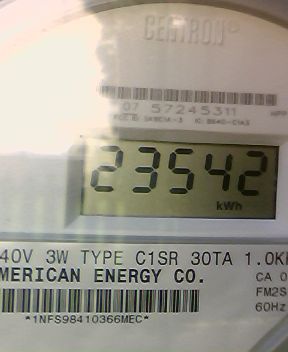 CENTRON®
07 57245311
23542
kWh
40V 3W TYPE C1SR 30TA 1.0K
MERICAN ENERGY CO.
CA 0
FM2S
60Hz
*1NFS98410366MEC*